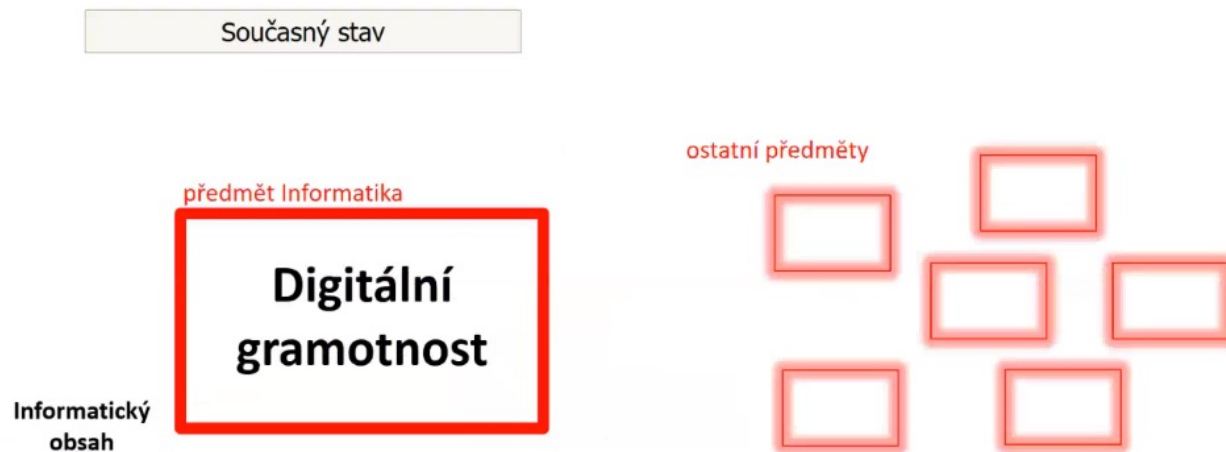 Současný stav
ostatní předměty
předmět Informatika
Digitální
gramotnost
Informatický
obsah